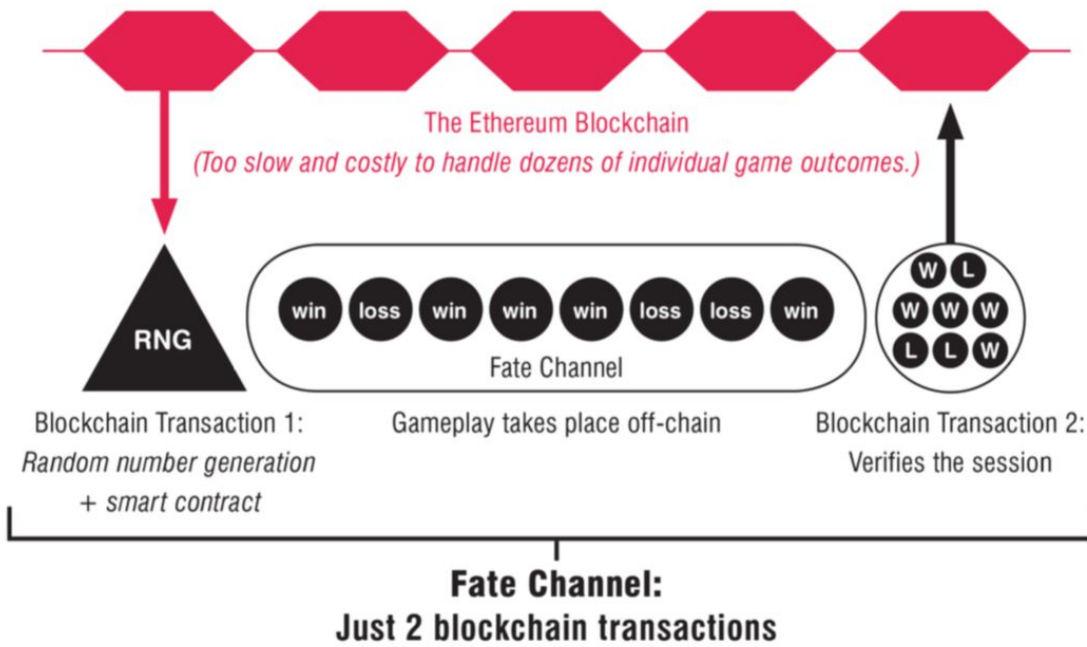 The Ethereum Blockchain
(Too slow and costly to handle dozens of individual game outcomes.)
RNG
win loss win win win loss loss win
Fate Channel
W L
W W W
L L W
Blockchain Transaction 1:
Random number generation
+ smart contract
Gameplay takes place off-chain
Blockchain Transaction 2:
Verifies the session
Fate Channel:
Just 2 blockchain transactions